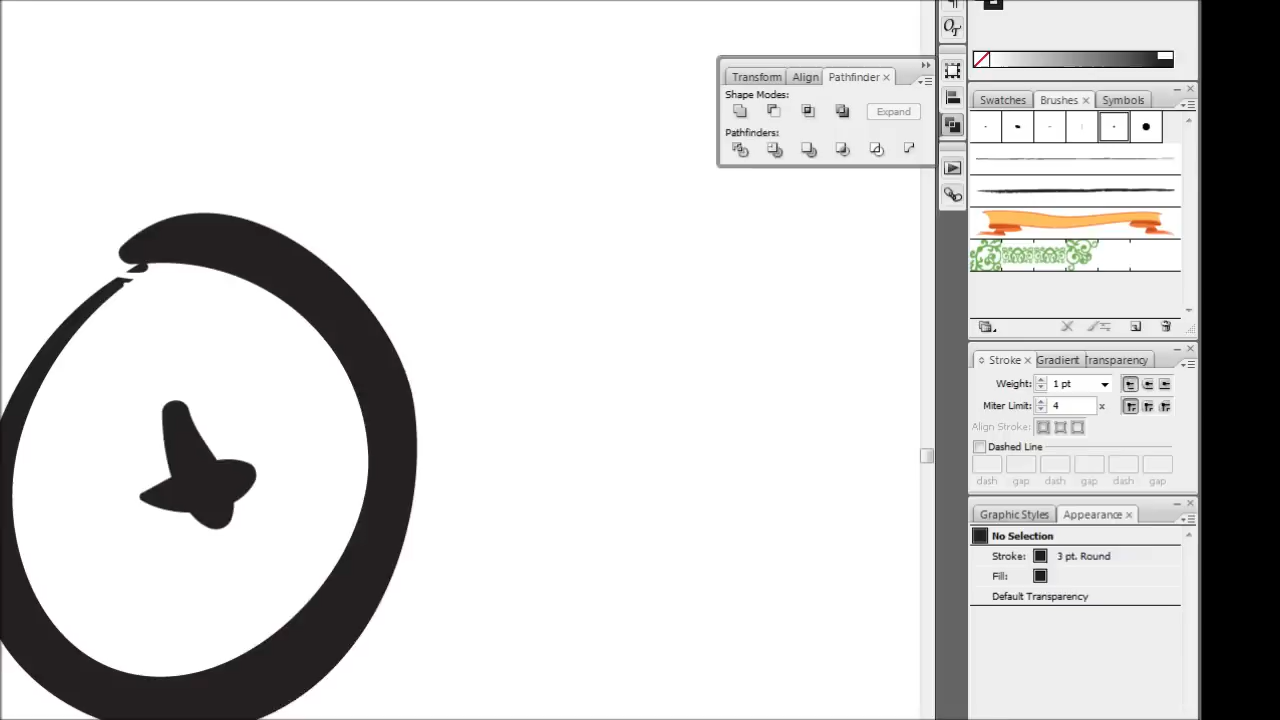 Transform Align Pathfinder ×
Shape Modes:
Expand
Pathfinders:
Swatches Brushes × Symbols
Stroke × Gradient Transparency
Weight: 1 pt
Miter Limit: 4 x
Align Stroke:
Dashed Line
dash gap dash gap dash gap
Graphic Styles Appearance ×
No Selection
Stroke: 3 pt. Round
Fill:
Default Transparency